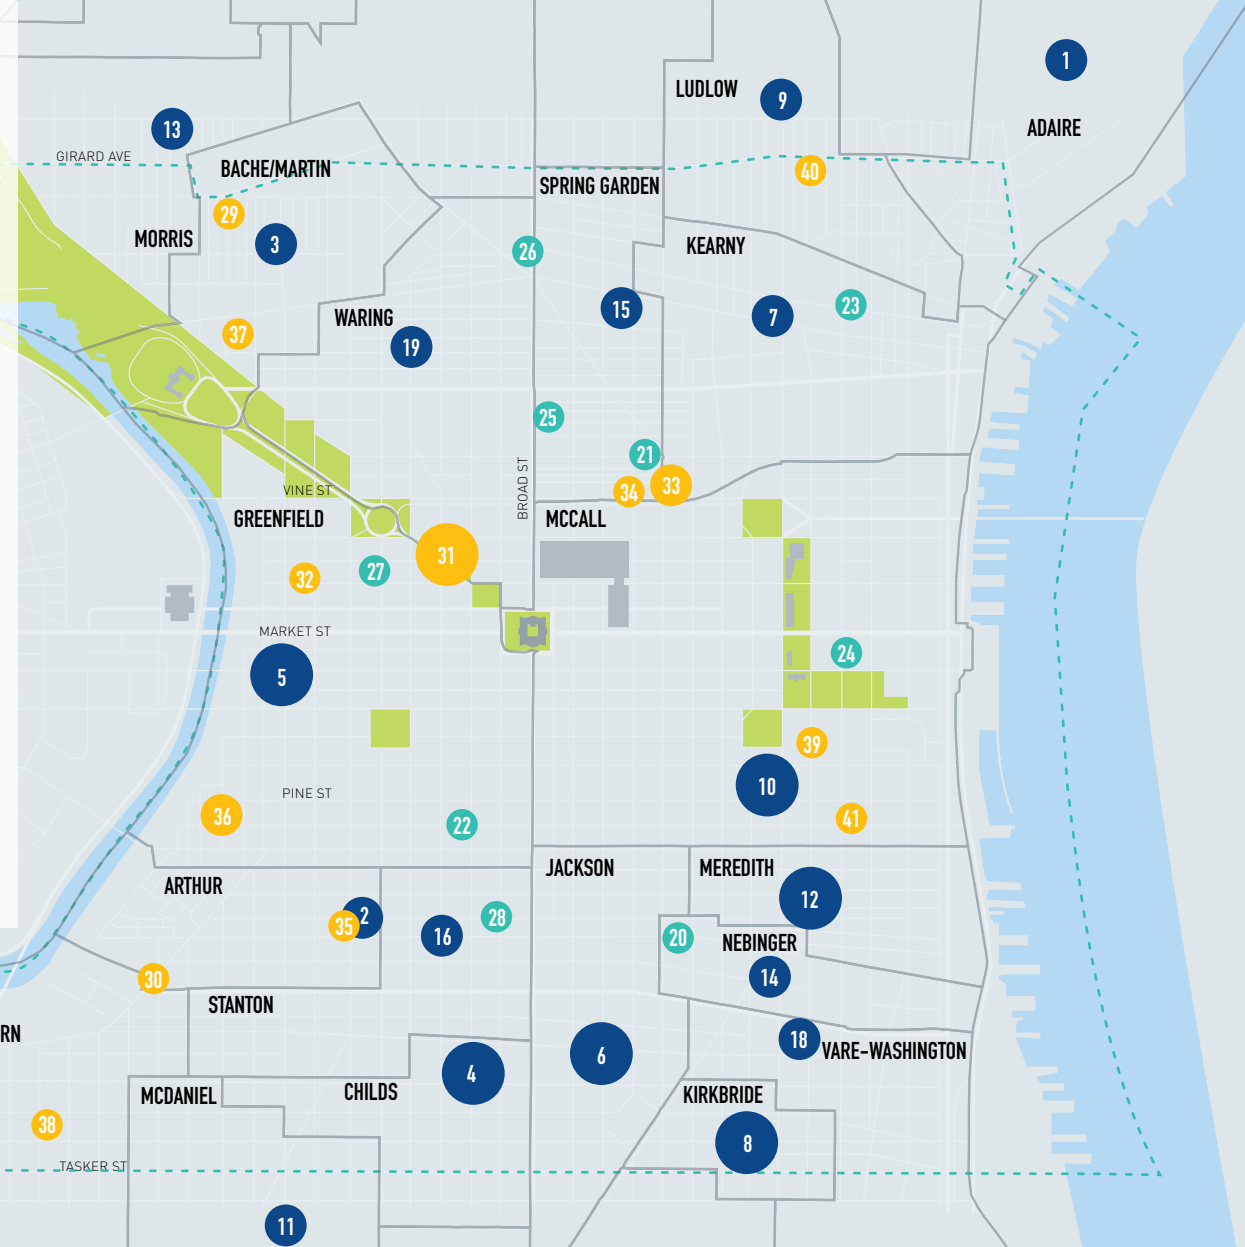 1
LUDLOW
9
ADAIRE
13
GIRARD AVE
BACHE/MARTIN
40
SPRING GARDEN
29
MORRIS
3
26
KEARNY
15
7
23
WARING
37
19
25
21
BROAD ST
34
33
VINE ST
GREENFIELD
MCCALL
31
32
27
MARKET ST
24
5
39
10
PINE ST
36
22
41
JACKSON
MEREDITH
ARTHUR
12
35
2
16
28
20
NEBINGER
30
14
STANTON
RN
18
VARE-WASHINGTON
6
4
MCDANIEL
CHILDS
KIRKBRIDE
38
8
TASKER ST
11